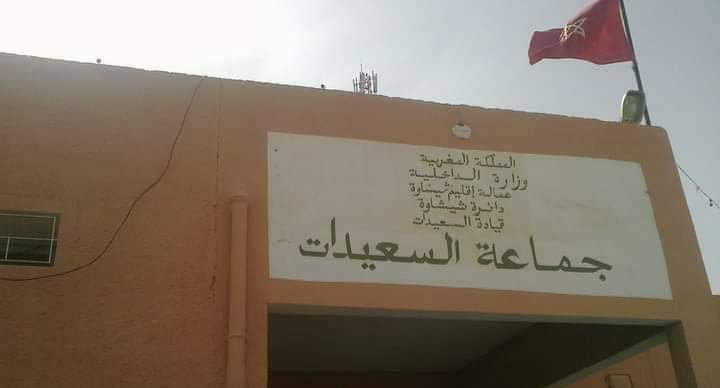 المملكة المغربية
وزارة الداخلية
عمالة إقليم شيشاوة
دائرة شيشاوة
قيادة السعيدات
جماعة السعيدات